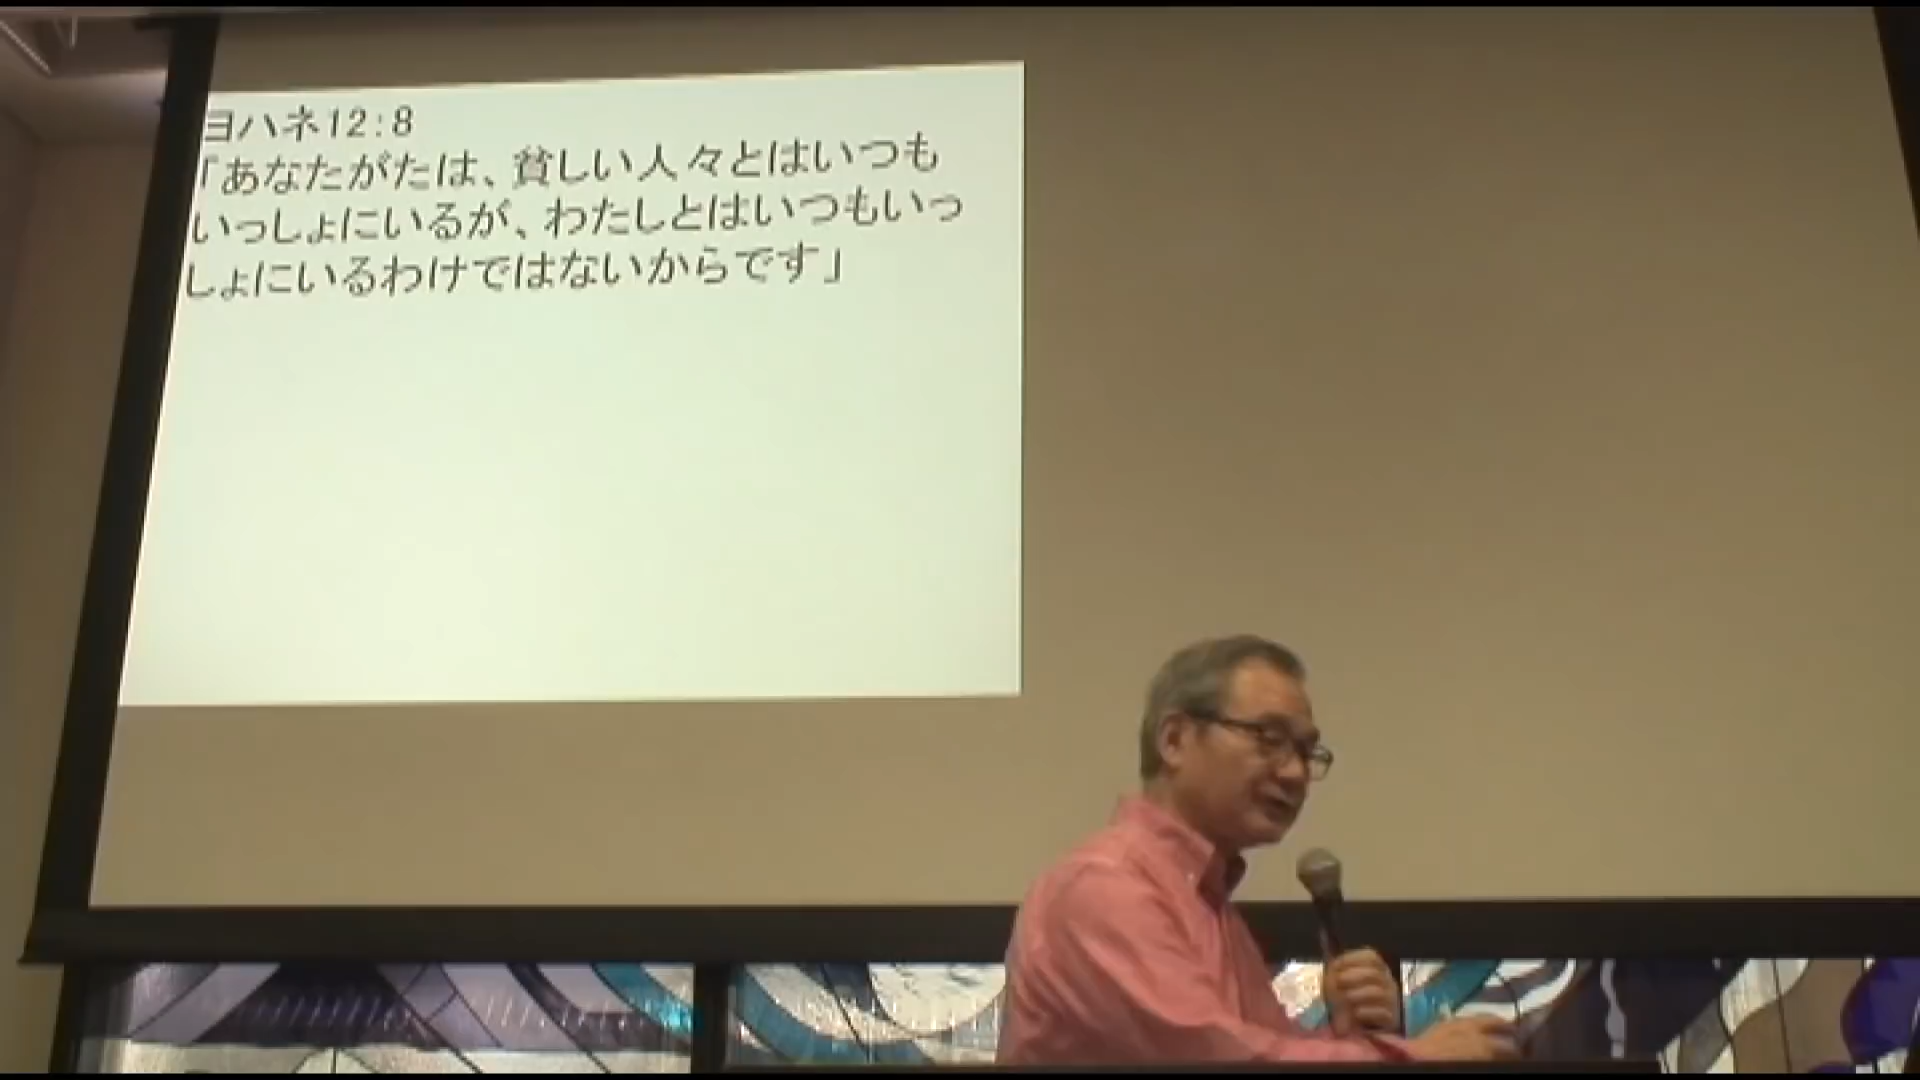 ヨハネ12:8
「あなたがたは、貧しい人々とはいつも
いっしょにいるが、わたしとはいつもいっ
しょにいるわけではないからです」